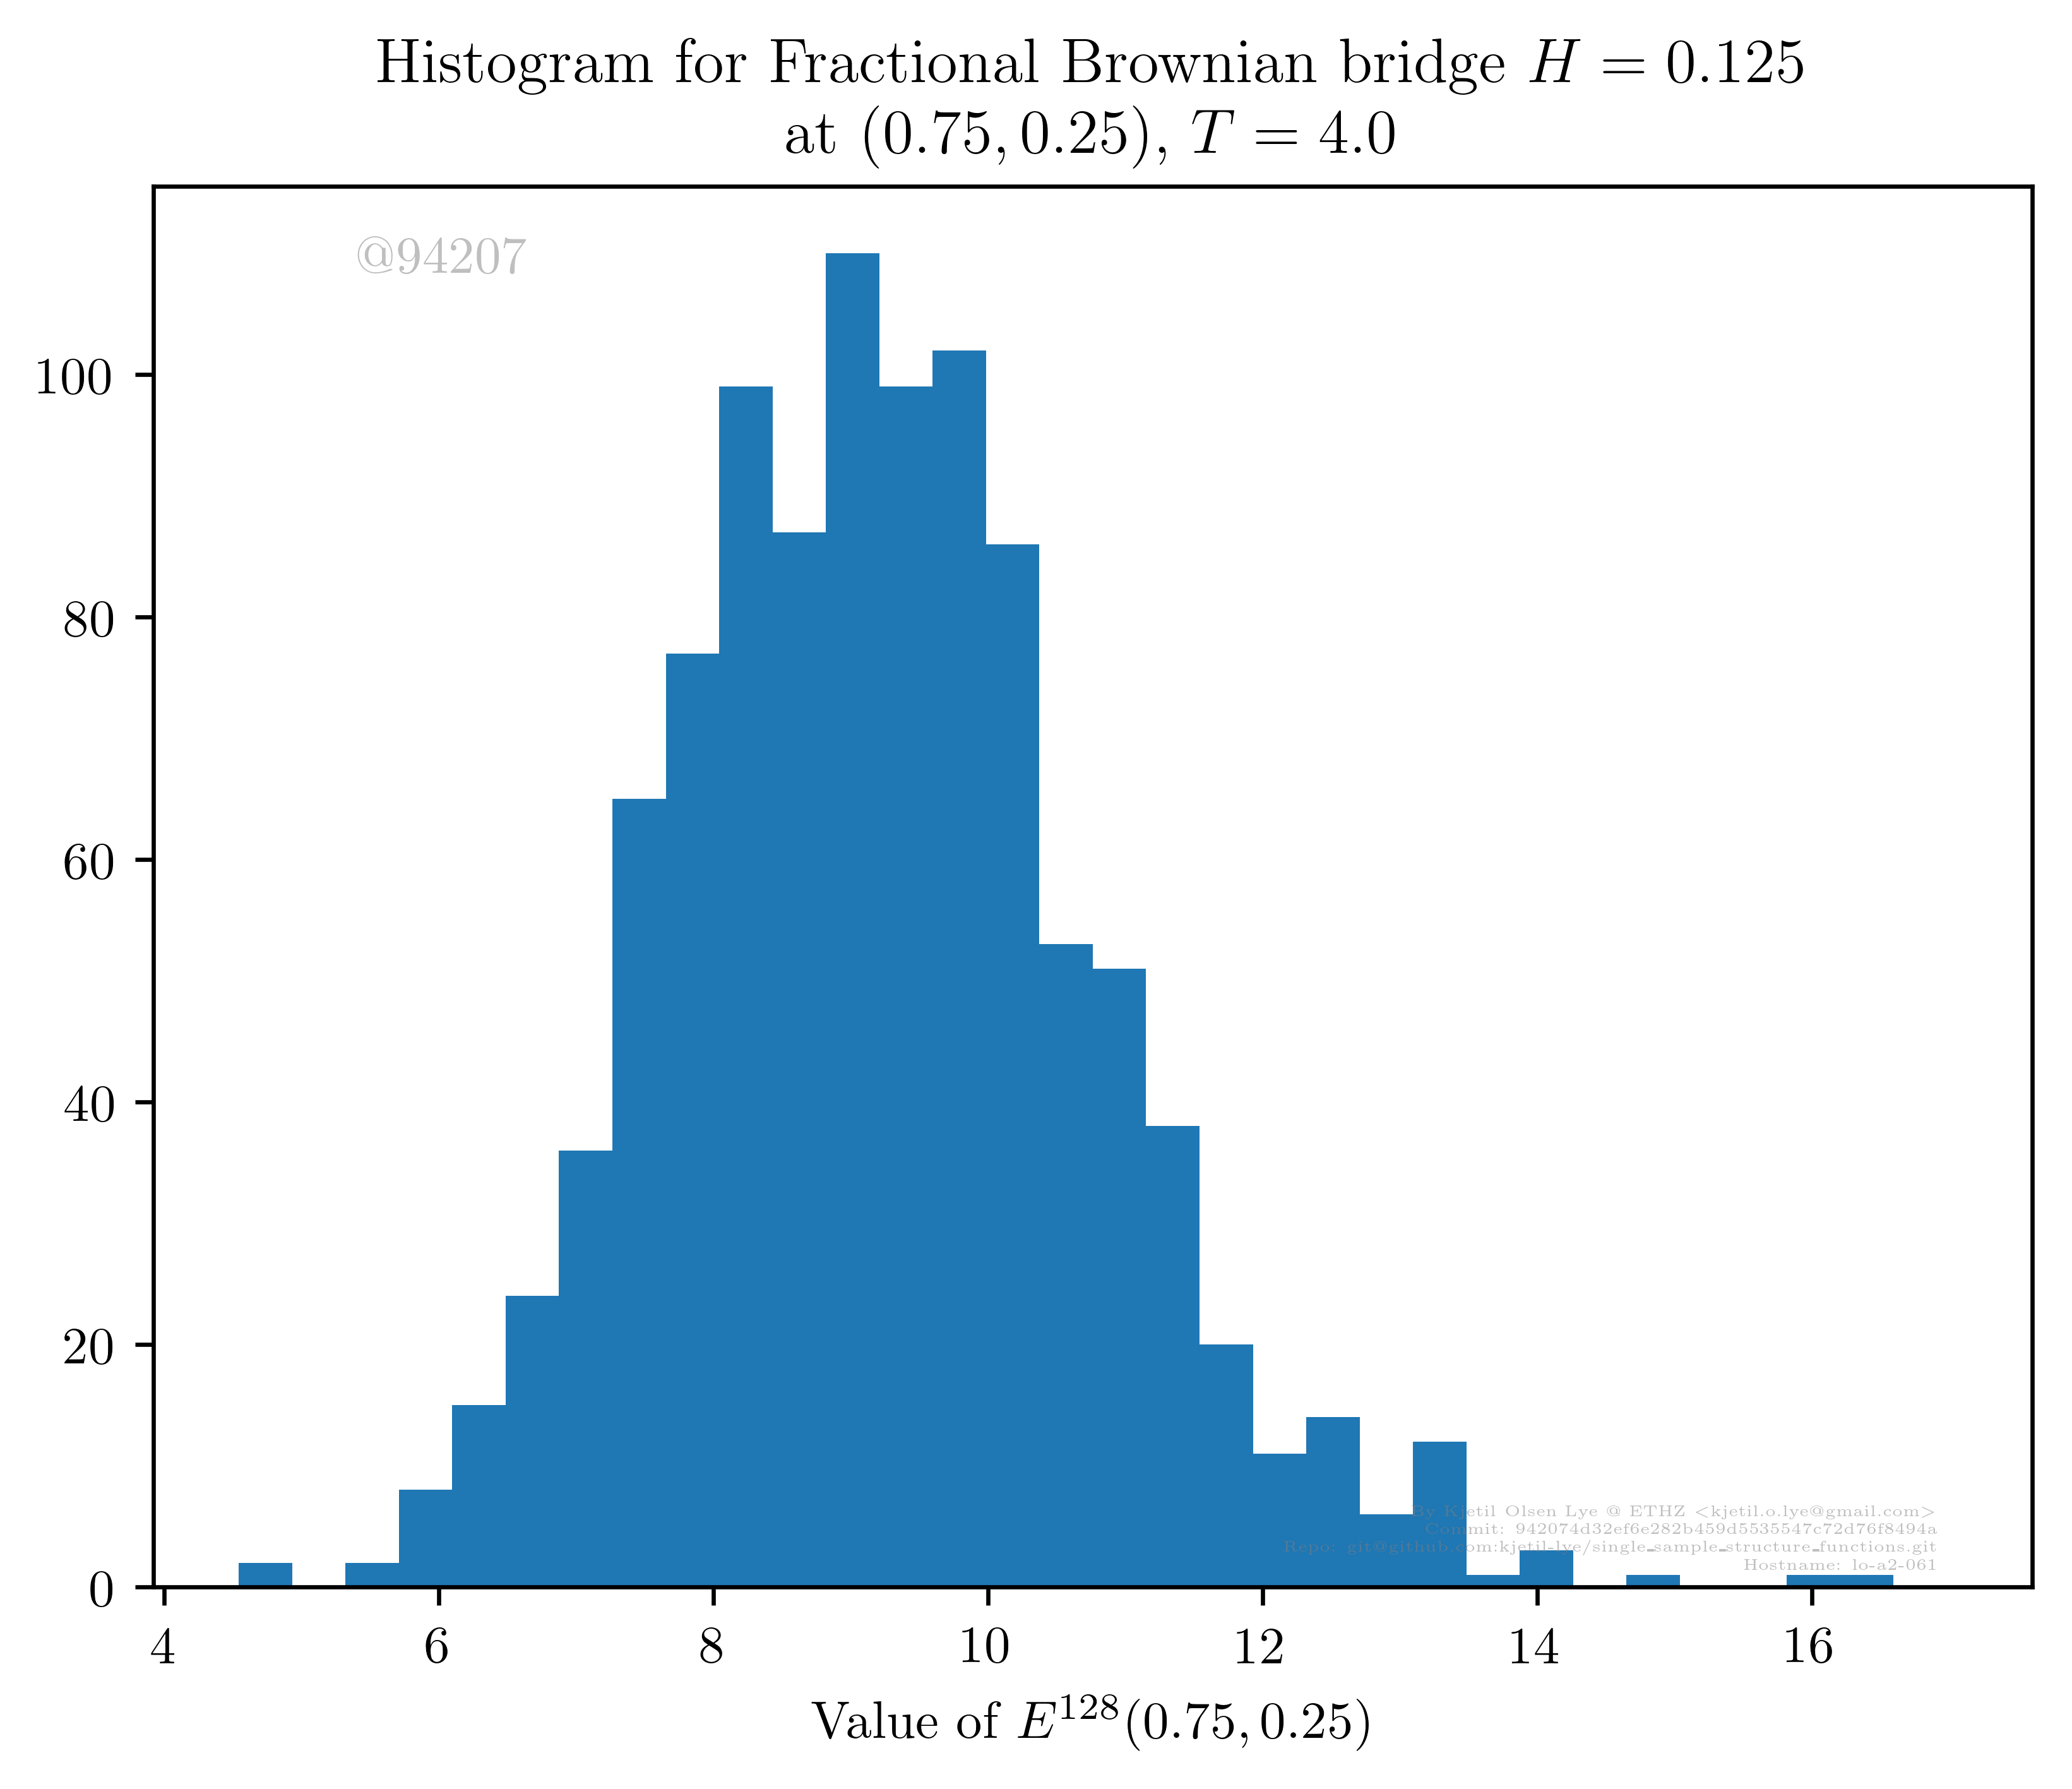 Histogram for Fractional Brownian bridge H = 0.125
at (0.75, 0.25), T = 4.0
@94207
100
80
60
40
20
0
By Kjetil Olsen Lye @ ETHZ <kjetil.o.lye@gmail.com>
Commit: 942074d32ef6e282b459d5535547c72d76f8494a
Repo: git@github.com:kjetil-lye/single_sample_structure_functions.git
Hostname: lo-a2-061
4 6 8 10 12 14 16
Value of E¹²⁸(0.75, 0.25)